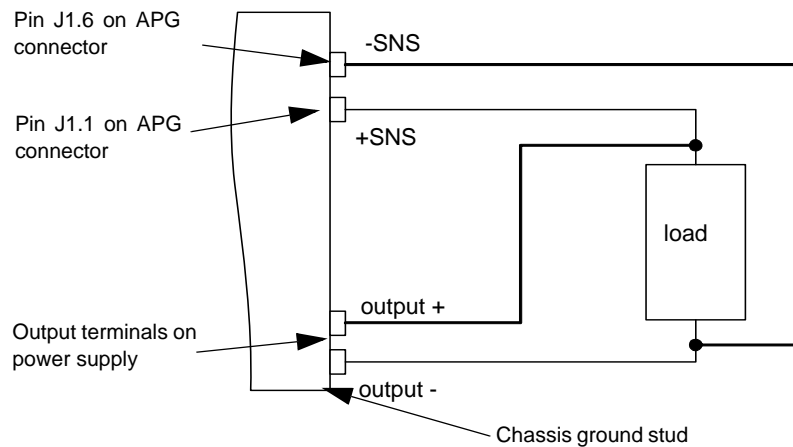 Pin J1.6 on APG
connector
-SNS
Pin J1.1 on APG
connector
+SNS
load
output +
Output terminals on
power supply
output -
Chassis ground stud